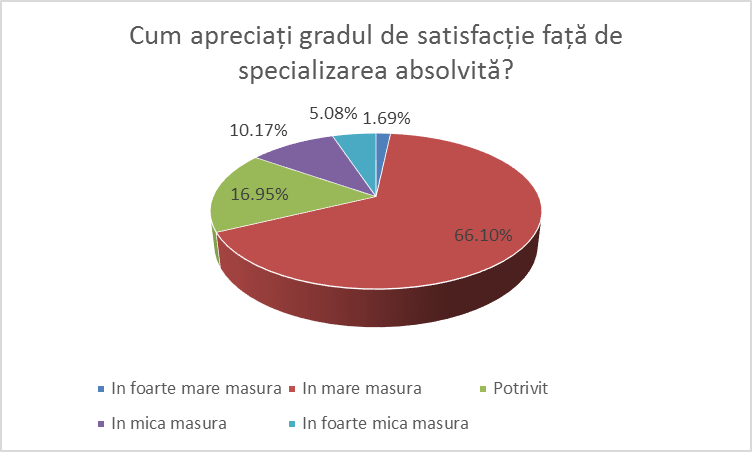 Cum apreciați gradul de satisfacție față de
specializarea absolvită?
5.08%
1.69%
10.17%
16.95%
66.10%
In foarte mare masura
In mare masura
Potrivit
In mica masura
In foarte mica masura